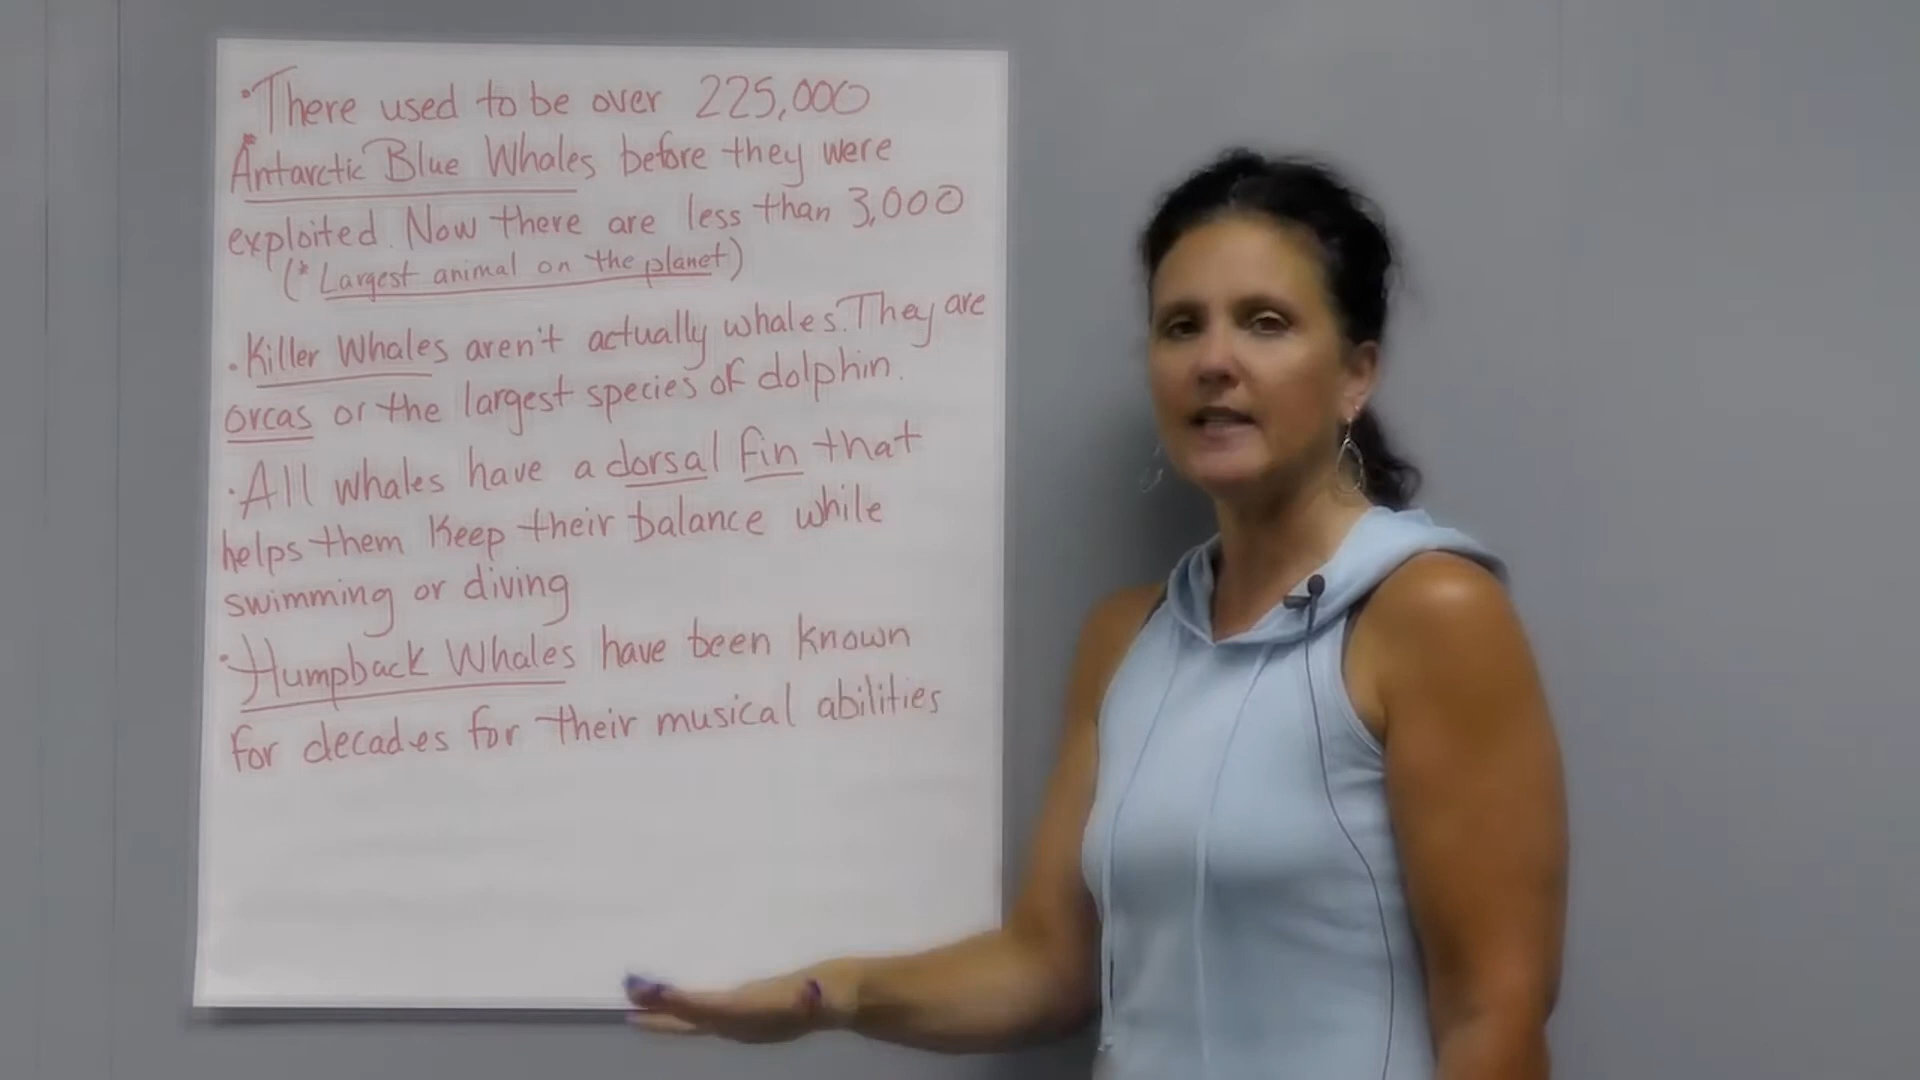 •There used to be over 225,000
*Antarctic Blue Whales before they were
exploited. Now there are less than 3,000
(*Largest animal on the planet)
•Killer Whales aren't actually whales. They are
orcas or the largest species of dolphin.
•All whales have a dorsal fin that
helps them keep their balance while
swimming or diving
•Humpback Whales have been known
for decades for their musical abilities